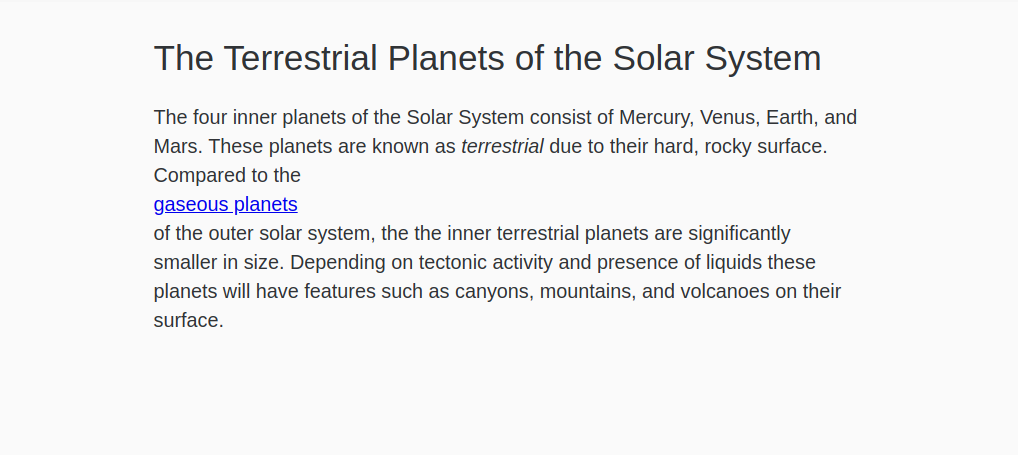 The Terrestrial Planets of the Solar System
The four inner planets of the Solar System consist of Mercury, Venus, Earth, and
Mars. These planets are known as terrestrial due to their hard, rocky surface.
Compared to the
gaseous planets
of the outer solar system, the the inner terrestrial planets are significantly
smaller in size. Depending on tectonic activity and presence of liquids these
planets will have features such as canyons, mountains, and volcanoes on their
surface.